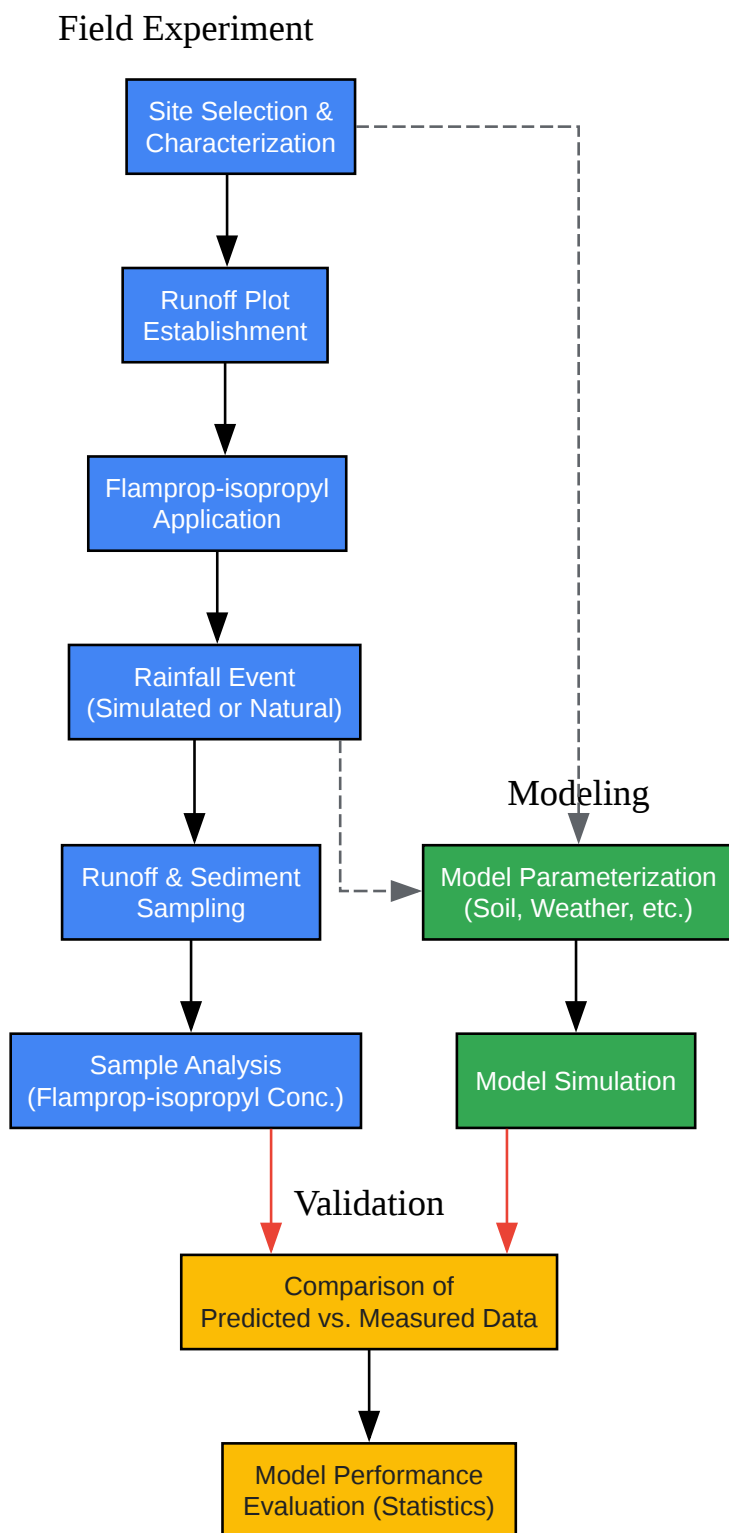 Field Experiment
Site Selection &
Characterization
Runoff Plot
Establishment
Flamprop-isopropyl
Application
Rainfall Event
(Simulated or Natural)
Modeling
Runoff & Sediment
Sampling
Model Parameterization
(Soil, Weather, etc.)
Sample Analysis
(Flamprop-isopropyl Conc.)
Model Simulation
Validation
Comparison of
Predicted vs. Measured Data
Model Performance
Evaluation (Statistics)